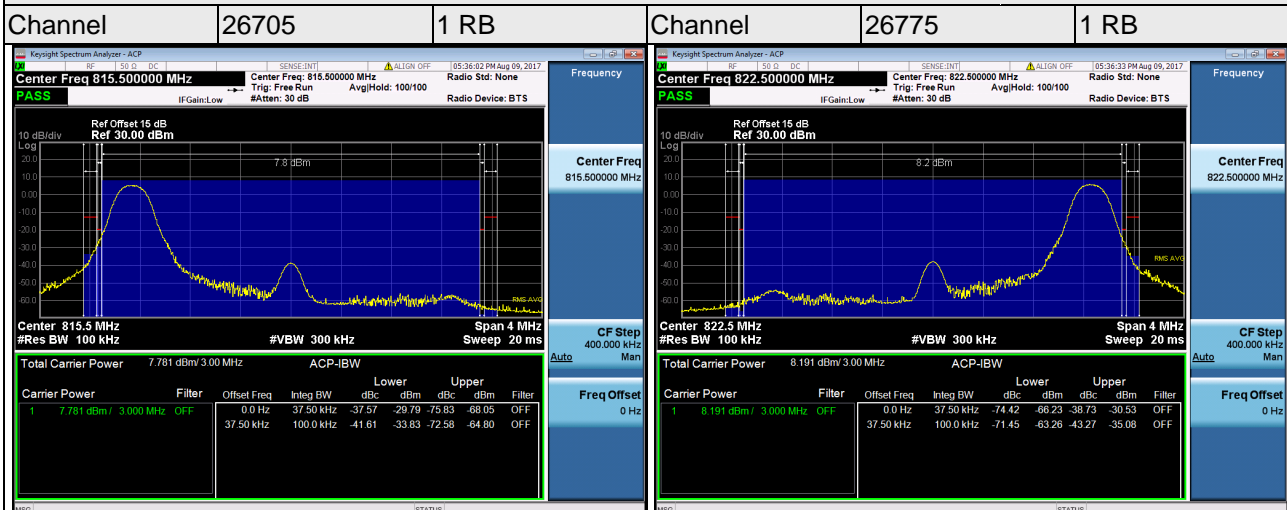 Channel 26705 1 RB
Keysight Spectrum Analyzer - ACP
LXI RF 50 Ω DC SENSE:INT ALIGN OFF 05:36:02 PM Aug 09, 2017
Center Freq 815.500000 MHz Center Freq: 815.500000 MHz Radio Std: None
Trig: Free Run Avg|Hold: 100/100
PASS IFGain:Low #Atten: 30 dB Radio Device: BTS
Ref Offset 15 dB
10 dB/div Ref 30.00 dBm
Log
20.0
10.0
0.00
-10.0
-20.0
-30.0
-40.0
-50.0
-60.0
7.8 dBm
RMS AVG
Center 815.5 MHz Span 4 MHz
#Res BW 100 kHz #VBW 300 kHz Sweep 20 ms
Total Carrier Power 7.781 dBm/ 3.00 MHz ACP-IBW
Lower Upper
Carrier Power Filter Offset Freq Integ BW dBc dBm dBc dBm Filter
1 7.781 dBm / 3.000 MHz OFF 0.0 Hz 37.50 kHz -37.57 -29.79 -75.83 -68.05 OFF
37.50 kHz 100.0 kHz -41.61 -33.83 -72.58 -64.80 OFF
MSG STATUS
Frequency
Center Freq
815.500000 MHz
CF Step
400.000 kHz
Auto Man
Freq Offset
0 Hz
Channel 26775 1 RB
Keysight Spectrum Analyzer - ACP
LXI RF 50 Ω DC SENSE:INT ALIGN OFF 05:36:33 PM Aug 09, 2017
Center Freq 822.500000 MHz Center Freq: 822.500000 MHz Radio Std: None
Trig: Free Run Avg|Hold: 100/100
PASS IFGain:Low #Atten: 30 dB Radio Device: BTS
Ref Offset 15 dB
10 dB/div Ref 30.00 dBm
Log
20.0
10.0
0.00
-10.0
-20.0
-30.0
-40.0
-50.0
-60.0
8.2 dBm
RMS AVG
Center 822.5 MHz Span 4 MHz
#Res BW 100 kHz #VBW 300 kHz Sweep 20 ms
Total Carrier Power 8.191 dBm/ 3.00 MHz ACP-IBW
Lower Upper
Carrier Power Filter Offset Freq Integ BW dBc dBm dBc dBm Filter
1 8.191 dBm / 3.000 MHz OFF 0.0 Hz 37.50 kHz -74.42 -66.23 -38.73 -30.53 OFF
37.50 kHz 100.0 kHz -71.45 -63.26 -43.27 -35.08 OFF
MSG STATUS
Frequency
Center Freq
822.500000 MHz
CF Step
400.000 kHz
Auto Man
Freq Offset
0 Hz